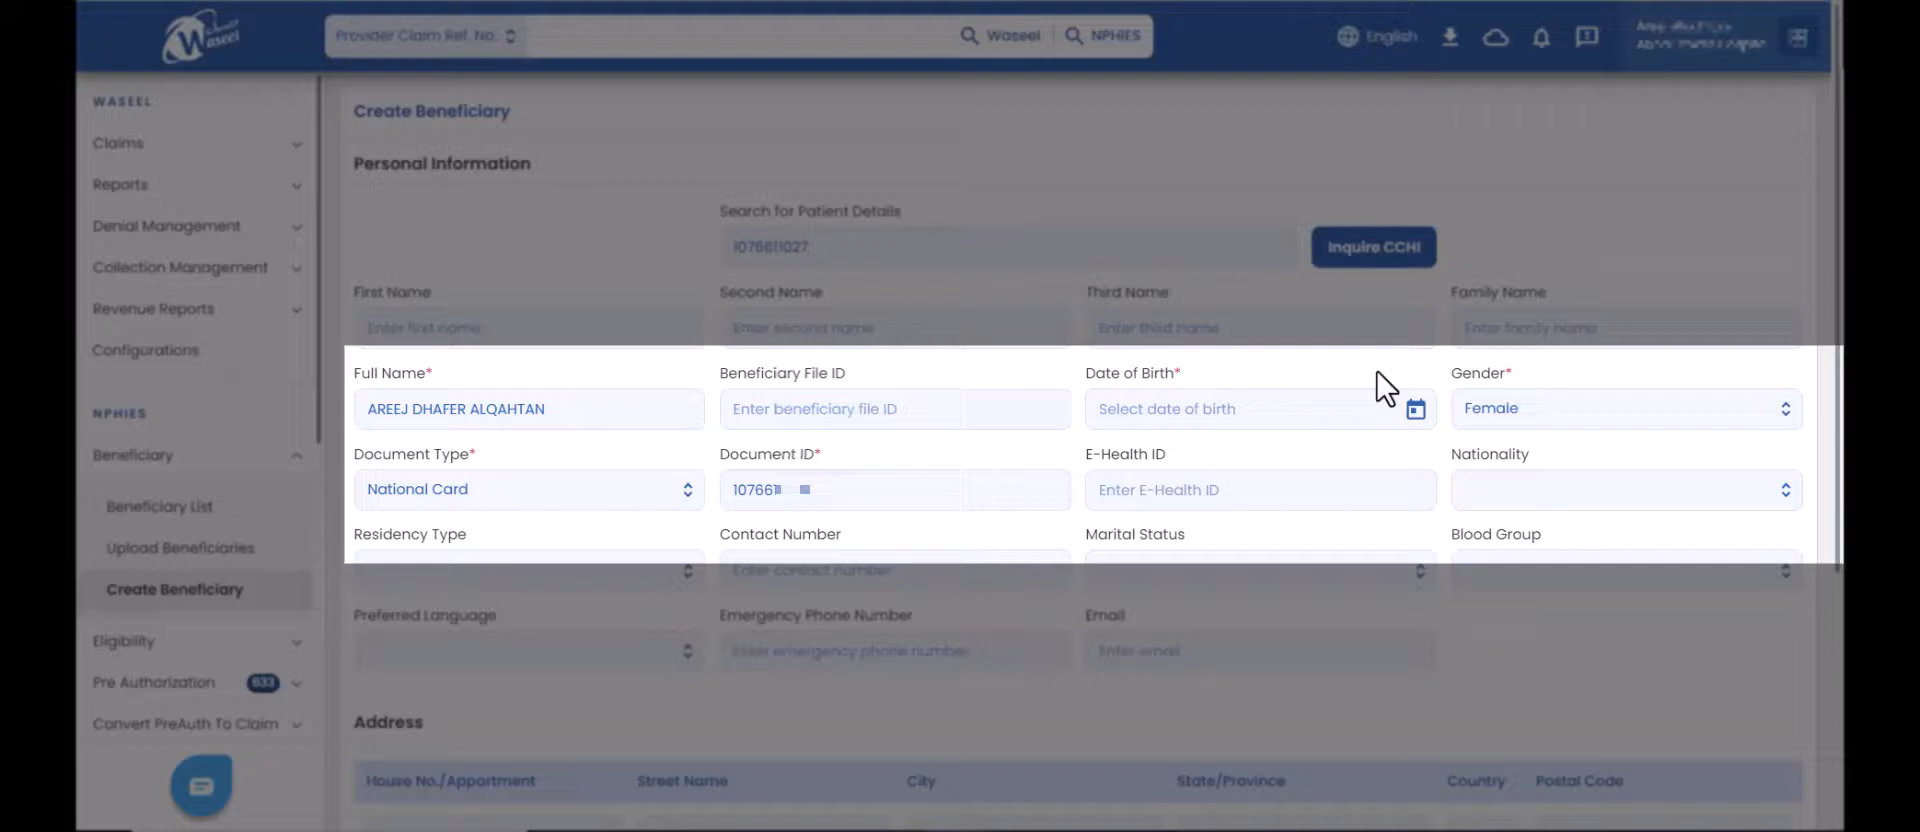 Waseel
Provider Claim Ref. No.
Waseel
NPHIES
English
WASEEL
Claims
Reports
Denial Management
Collection Management
Revenue Reports
Configurations
NPHIES
Beneficiary
Beneficiary List
Upload Beneficiaries
Create Beneficiary
Eligibility
Pre Authorization 633
Convert PreAuth To Claim
Create Beneficiary
Personal Information
Search for Patient Details
1076611027
Inquire CCHI
First Name Second Name Third Name Family Name
Enter first name Enter second name Enter third name Enter family name
Full Name* Beneficiary File ID Date of Birth* Gender*
AREEJ DHAFER ALQAHTAN Enter beneficiary file ID Select date of birth Female
Document Type* Document ID* E-Health ID Nationality
National Card 10766 Enter E-Health ID
Residency Type Contact Number Marital Status Blood Group
Enter contact number
Preferred Language Emergency Phone Number Email
Enter emergency phone number Enter email
Address
House No./Appartment Street Name City State/Province Country Postal Code